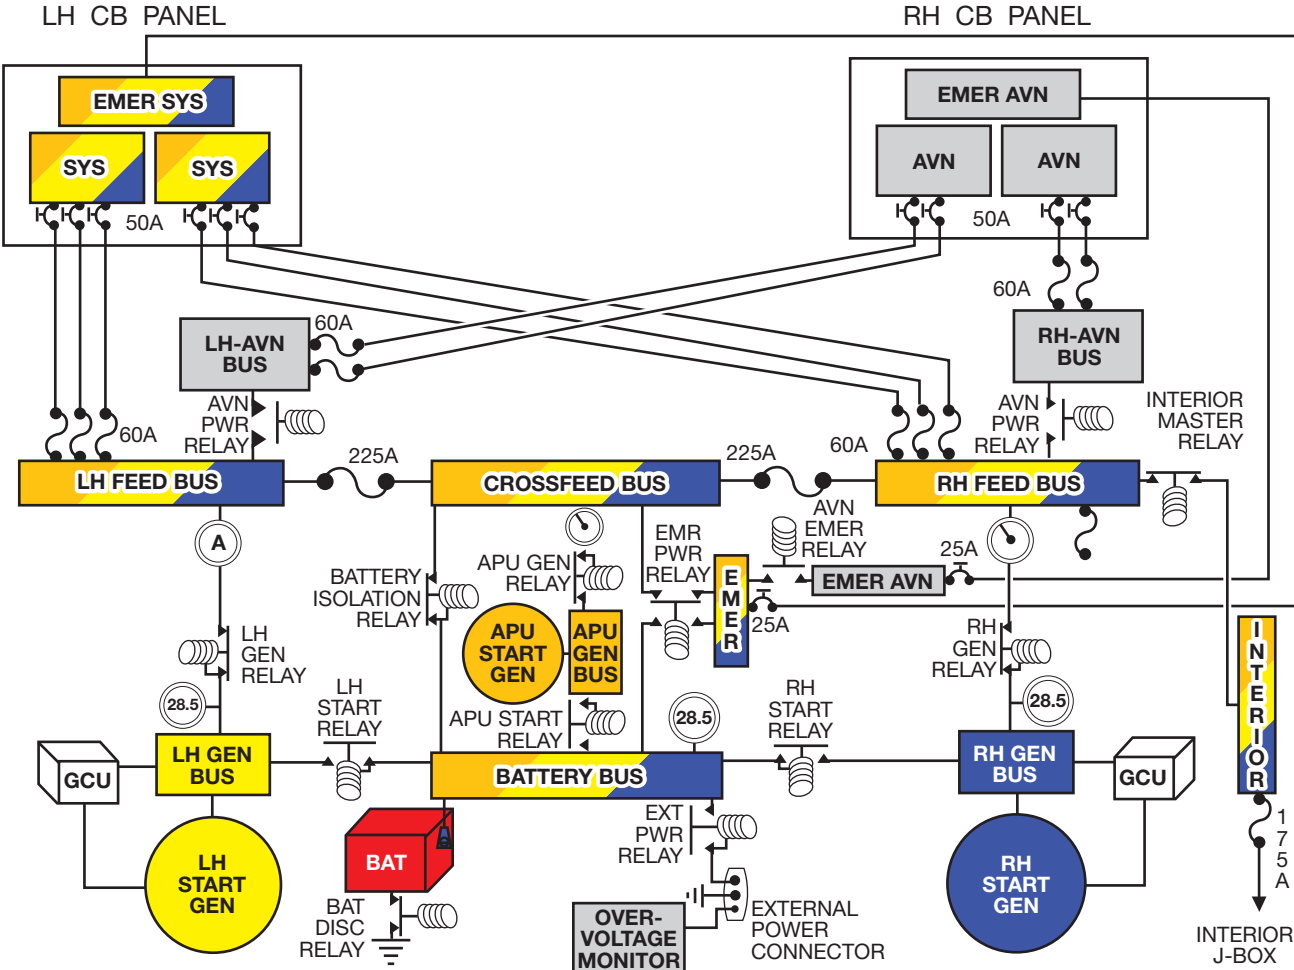 LH CB PANEL
RH CB PANEL
EMER SYS
SYS
SYS
50A
EMER AVN
AVN
AVN
50A
60A
LH-AVN
BUS
60A
RH-AVN
BUS
AVN
PWR
RELAY
60A
AVN
PWR
RELAY
INTERIOR
MASTER
RELAY
225A
225A
60A
LH FEED BUS
CROSSFEED BUS
RH FEED BUS
A
BATTERY
ISOLATION
RELAY
APU GEN
RELAY
EMR
PWR
RELAY
AVN
EMER
RELAY
25A
EMER
EMER AVN
25A
APU
START
GEN
APU
GEN
BUS
LH
GEN
RELAY
RH
GEN
RELAY
INTERIOR
28.5
LH
START
RELAY
APU START
RELAY
28.5
RH
START
RELAY
28.5
GCU
LH GEN
BUS
BATTERY BUS
RH GEN
BUS
GCU
LH
START
GEN
BAT
EXT
PWR
RELAY
RH
START
GEN
175A
BAT
DISC
RELAY
OVER-
VOLTAGE
MONITOR
EXTERNAL
POWER
CONNECTOR
INTERIOR
J-BOX